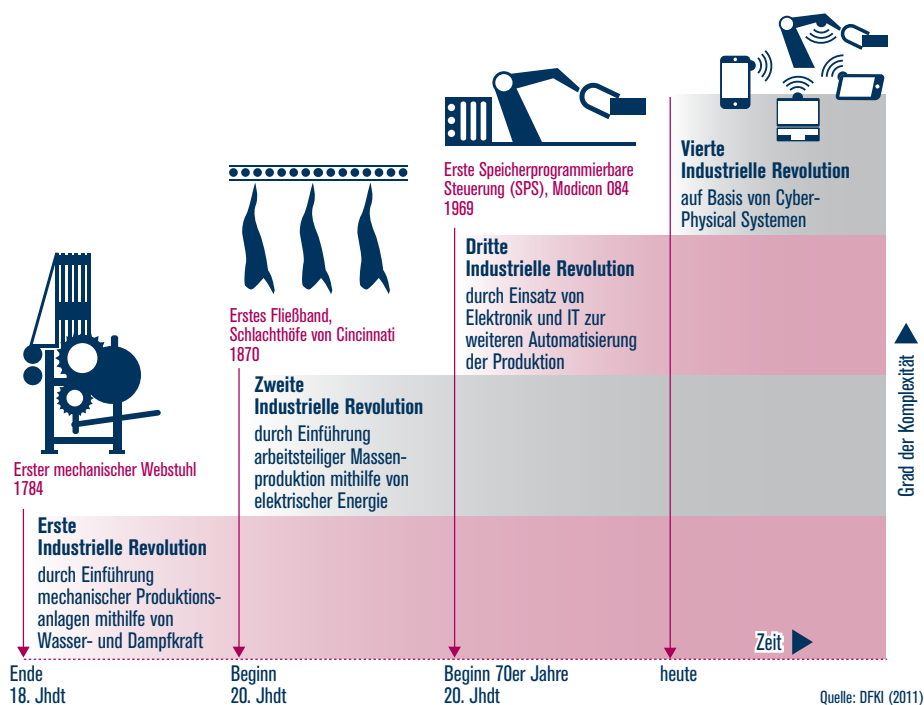 Erster mechanischer Webstuhl
1784
Erste
Industrielle Revolution
durch Einführung
mechanischer Produktions-
anlagen mithilfe von
Wasser- und Dampfkraft
Ende
18. Jhdt
Erstes Fließband,
Schlachthöfe von Cincinnati
1870
Zweite
Industrielle Revolution
durch Einführung
arbeitsteiliger Massen-
produktion mithilfe von
elektrischer Energie
Beginn
20. Jhdt
Erste Speicherprogrammierbare
Steuerung (SPS), Modicon 084
1969
Dritte
Industrielle Revolution
durch Einsatz von
Elektronik und IT zur
weiteren Automatisierung
der Produktion
Beginn 70er Jahre
20. Jhdt
Vierte
Industrielle Revolution
auf Basis von Cyber-
Physical Systemen
heute
Zeit
Grad der Komplexität
Quelle: DFKI (2011)